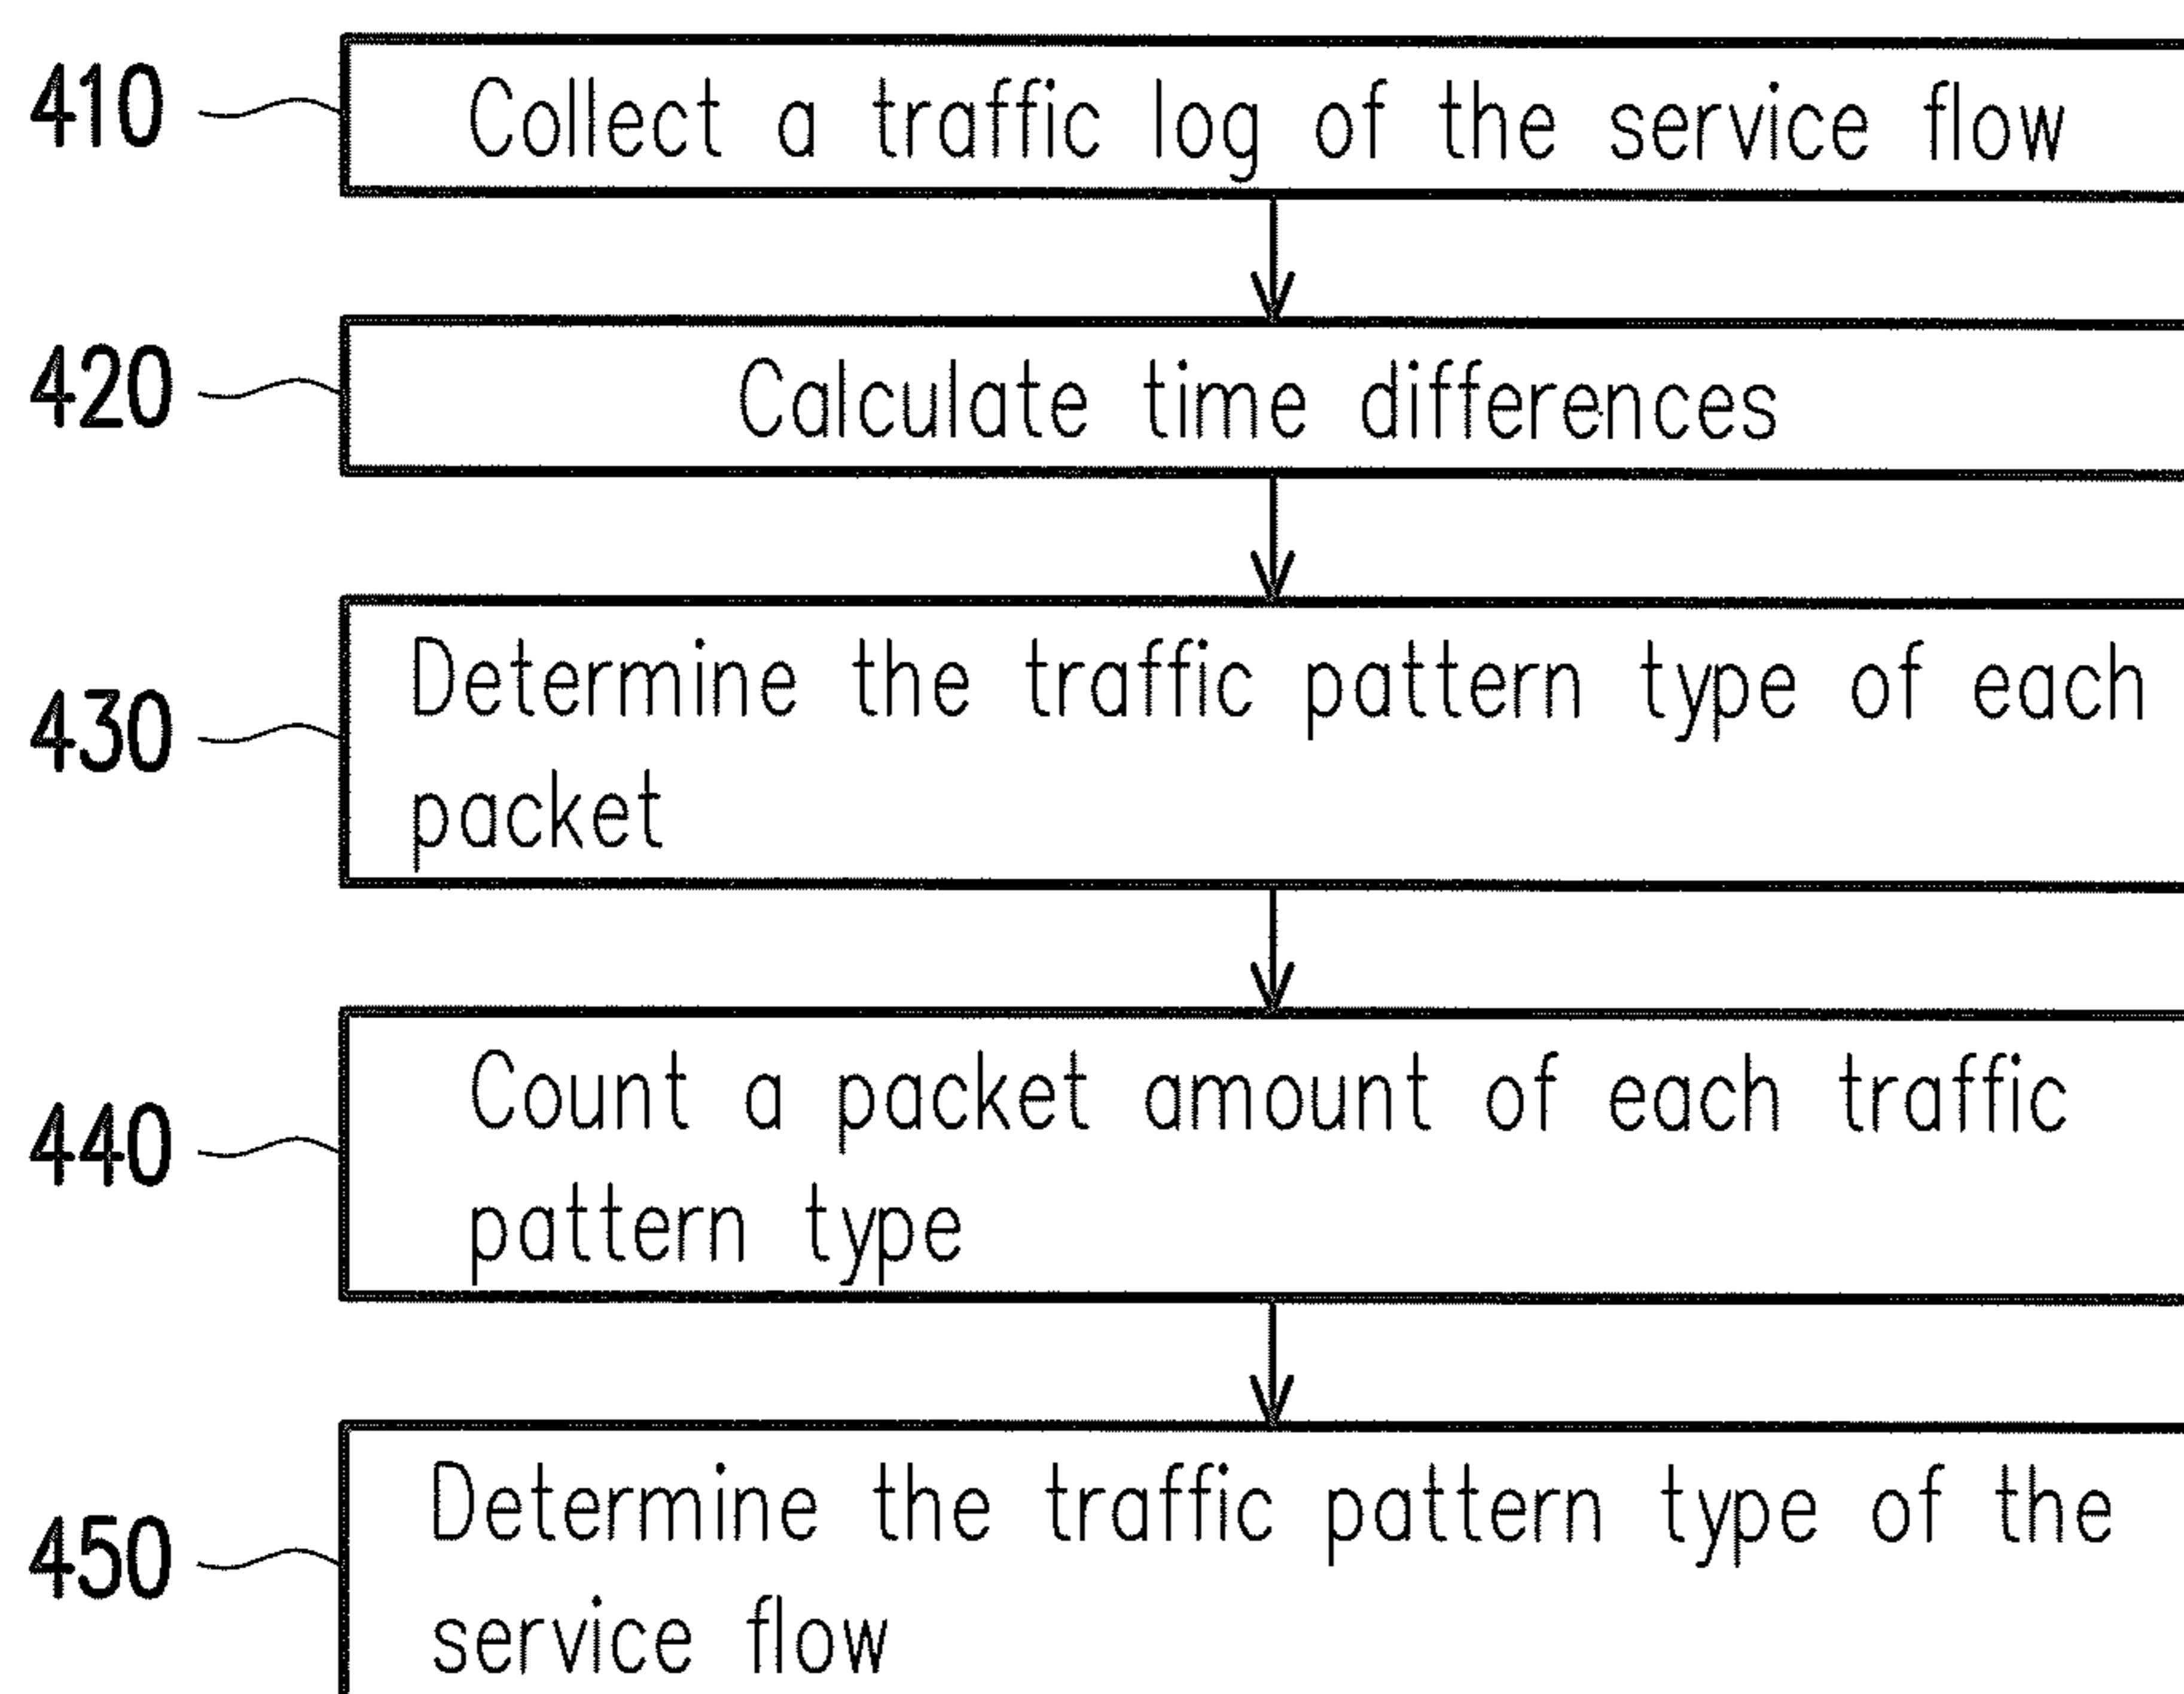 410 Collect a traffic log of the service flow
420 Calculate time differences
430 Determine the traffic pattern type of each
packet
440 Count a packet amount of each traffic
pattern type
450 Determine the traffic pattern type of the
service flow